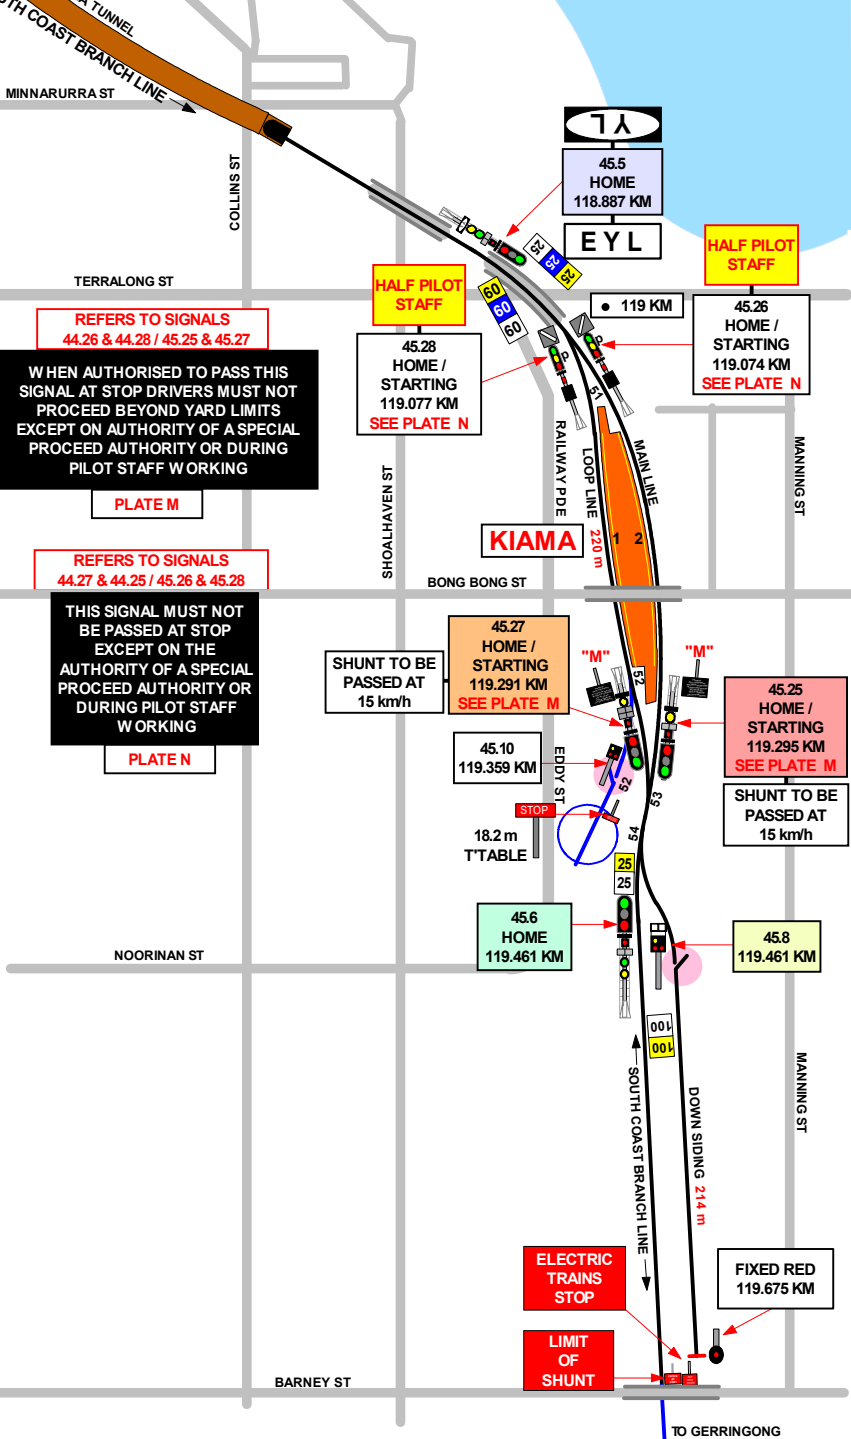 A TUNNEL
UTH COAST BRANCH LINE
MINNARURRA ST
COLLINS ST
YL
45.5
HOME
118.887 KM
EYL
25
25
25
HALF PILOT
STAFF
TERRALONG ST
60
60
60
119 KM
HALF PILOT
STAFF
45.26
HOME /
STARTING
119.074 KM
SEE PLATE N
REFERS TO SIGNALS
44.26 & 44.28 / 45.25 & 45.27
WHEN AUTHORISED TO PASS THIS
SIGNAL AT STOP DRIVERS MUST NOT
PROCEED BEYOND YARD LIMITS
EXCEPT ON AUTHORITY OF A SPECIAL
PROCEED AUTHORITY OR DURING
PILOT STAFF WORKING
PLATE M
45.28
HOME /
STARTING
119.077 KM
SEE PLATE N
P
P
51
SHOALHAVEN ST
RAILWAY PDE
LOOP LINE 220 m
MAIN LINE
MANNING ST
KIAMA
1 2
REFERS TO SIGNALS
44.27 & 44.25 / 45.26 & 45.28
THIS SIGNAL MUST NOT
BE PASSED AT STOP
EXCEPT ON THE
AUTHORITY OF A SPECIAL
PROCEED AUTHORITY OR
DURING PILOT STAFF
WORKING
PLATE N
BONG BONG ST
45.27
HOME /
STARTING
119.291 KM
SEE PLATE M
SHUNT TO BE
PASSED AT
15 km/h
"M"
52
"M"
45.25
HOME /
STARTING
119.295 KM
SEE PLATE M
SHUNT TO BE
PASSED AT
15 km/h
45.10
119.359 KM
EDDY ST
52
53
STOP
18.2 m
T'TABLE
54
25
25
45.6
HOME
119.461 KM
45.8
119.461 KM
NOORINAN ST
100
100
SOUTH COAST BRANCH LINE
DOWN SIDING 214 m
MANNING ST
ELECTRIC
TRAINS
STOP
FIXED RED
119.675 KM
LIMIT
OF
SHUNT
BARNEY ST
TO GERRINGONG